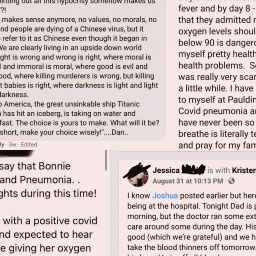 nting out all this hypocrisy somehow makes us
?!
makes sense anymore, no values, no morals, no
nd people are dying of a Chinese virus, but it
refer to it as Chinese even though it began in
We are clearly living in an upside down world
ght is wrong and wrong is right, where moral is
d immoral is moral, where good is evil and
ood, where killing murderers is wrong, but killing
t babies is right, where darkness is light and light
darkness.
o America, the great unsinkable ship Titanic
has hit an iceberg, is taking on water and
fast. The choice is yours to make. What will it be?
short, make your choice wisely!"....Dan..
3w · Edited
fever and by day 8 -
that they admitted r
oxygen levels shoul
below 90 is dangero
myself pretty health
health problems. S
was really very scar
a little while. I have
to myself at Pauldin
Covid pneumonia a
have never been so
breathe is literally te
and pray for my fam
say that Bonnie
and Pneumonia. .
ghts during this time!
with a positive covid
nd expected to hear
re giving her oxygen
Jessica is with Kristen
August 31 at 10:13 PM
I know Joshua posted earlier but here
being at the hospital. Tonight Dad is p
morning, but the doctor ran some ext
care around some during the day. His
good (which we're grateful) and we h
take the blood thinners off tomorrow.